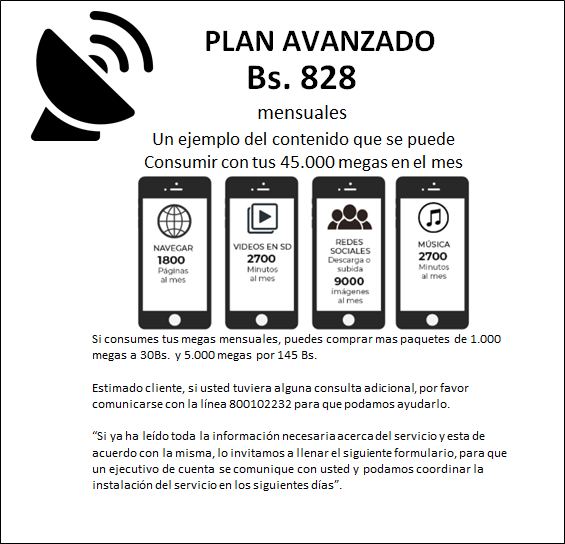 PLAN AVANZADO
Bs. 828
mensuales
Un ejemplo del contenido que se puede
Consumir con tus 45.000 megas en el mes
NAVEGAR
1800
Páginas
al mes
VIDEOS EN SD
2700
Minutos
al mes
REDES
SOCIALES
Descarga o
subida
9000
imágenes
al mes
MÚSICA
2700
Minutos
al mes
Si consumes tus megas mensuales, puedes comprar mas paquetes de 1.000
megas a 30Bs. y 5.000 megas por 145 Bs.
Estimado cliente, si usted tuviera alguna consulta adicional, por favor
comunicarse con la línea 800102232 para que podamos ayudarlo.
“Si ya ha leído toda la información necesaria acerca del servicio y esta de
acuerdo con la misma, lo invitamos a llenar el siguiente formulario, para que
un ejecutivo de cuenta se comunique con usted y podamos coordinar la
instalación del servicio en los siguientes días”.